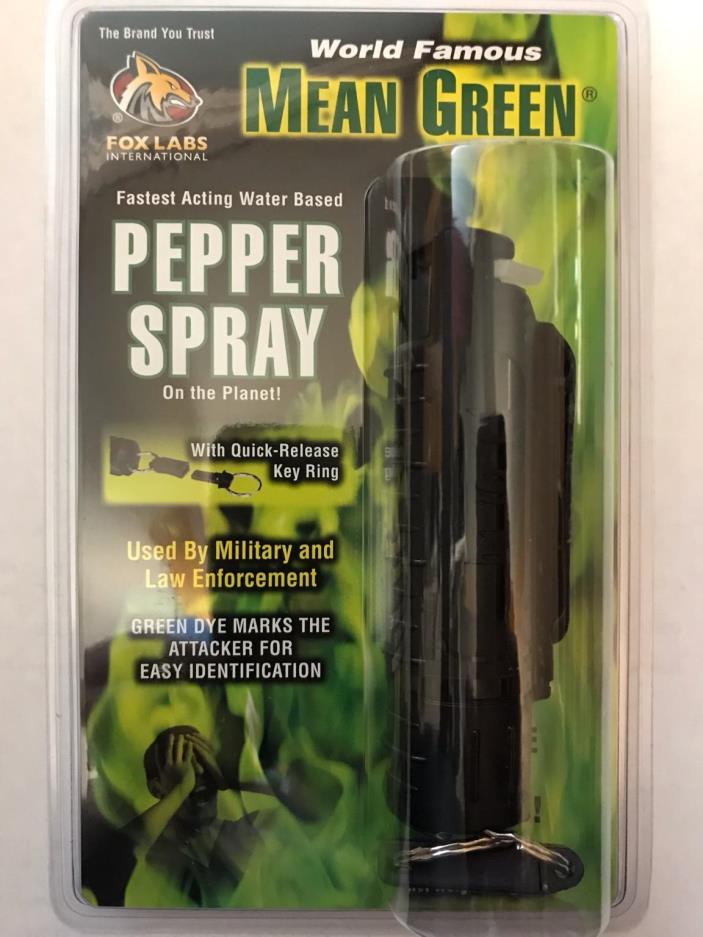 The Brand You Trust
World Famous
MEAN GREEN®
®
FOX LABS
INTERNATIONAL
Fastest Acting Water Based
PEPPER
SPRAY
On the Planet!
With Quick-Release
Key Ring
Used By Military and
Law Enforcement
GREEN DYE MARKS THE
ATTACKER FOR
EASY IDENTIFICATION